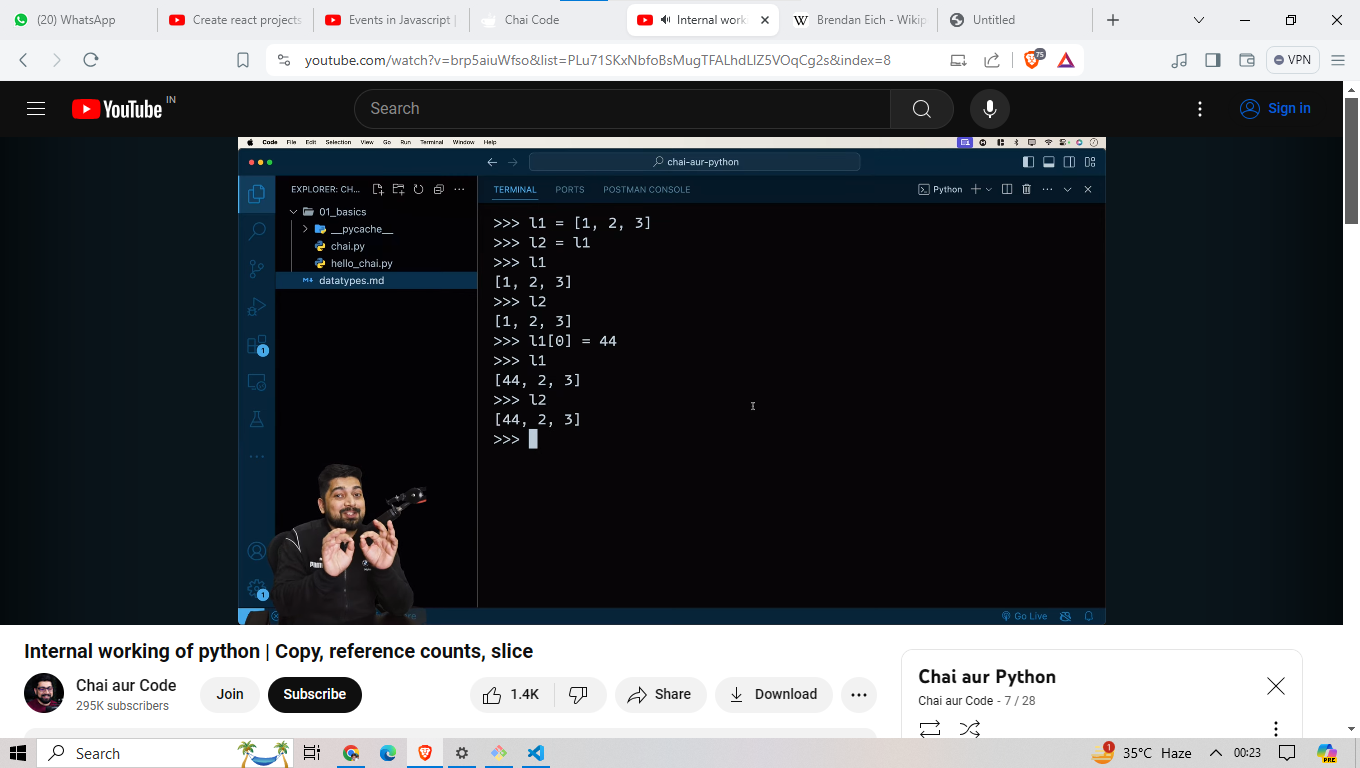 (20) WhatsApp
Create react projects
Events in Javascript |
Chai Code
Internal work
Brendan Eich - Wikip
Untitled
youtube.com/watch?v=brp5aiuWfso&list=PLu71SKxNbfoBsMugTFALhdLlZ5VOqCg2s&index=8
75
VPN
YouTube IN
Search
Sign in
Code File Edit Selection View Go Run Terminal Window Help
chai-aur-python
EXPLORER: CH...
TERMINAL PORTS POSTMAN CONSOLE
Python
01_basics
__pycache__
chai.py
hello_chai.py
datatypes.md
>>> l1 = [1, 2, 3]
>>> l2 = l1
>>> l1
[1, 2, 3]
>>> l2
[1, 2, 3]
>>> l1[0] = 44
>>> l1
[44, 2, 3]
>>> l2
[44, 2, 3]
>>>
1
1
Go Live
Internal working of python | Copy, reference counts, slice
Chai aur Code
295K subscribers
Join
Subscribe
1.4K
Share
Download
Chai aur Python
Chai aur Code - 7 / 28
Search
1
35°C Haze
00:23
PRE